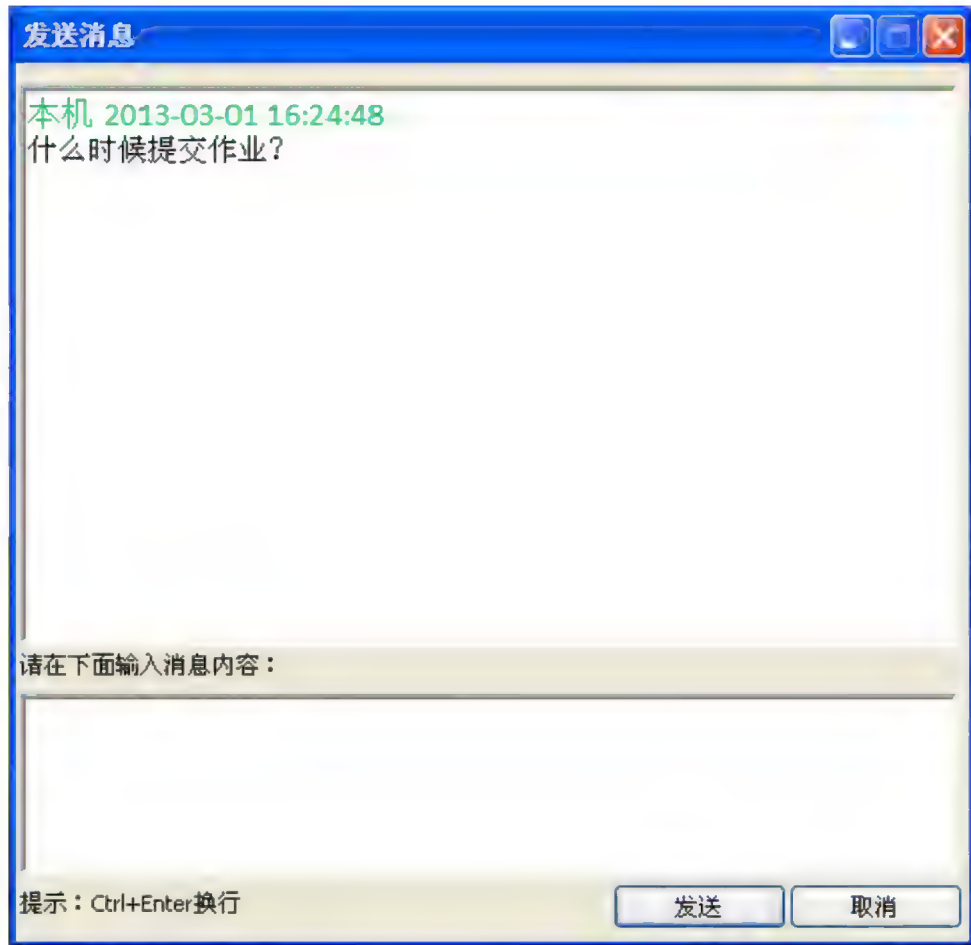 发送消息
本机 2013-03-01 16:24:48
什么时候提交作业?
请在下面输入消息内容：
提示：Ctrl+Enter换行
发送
取消